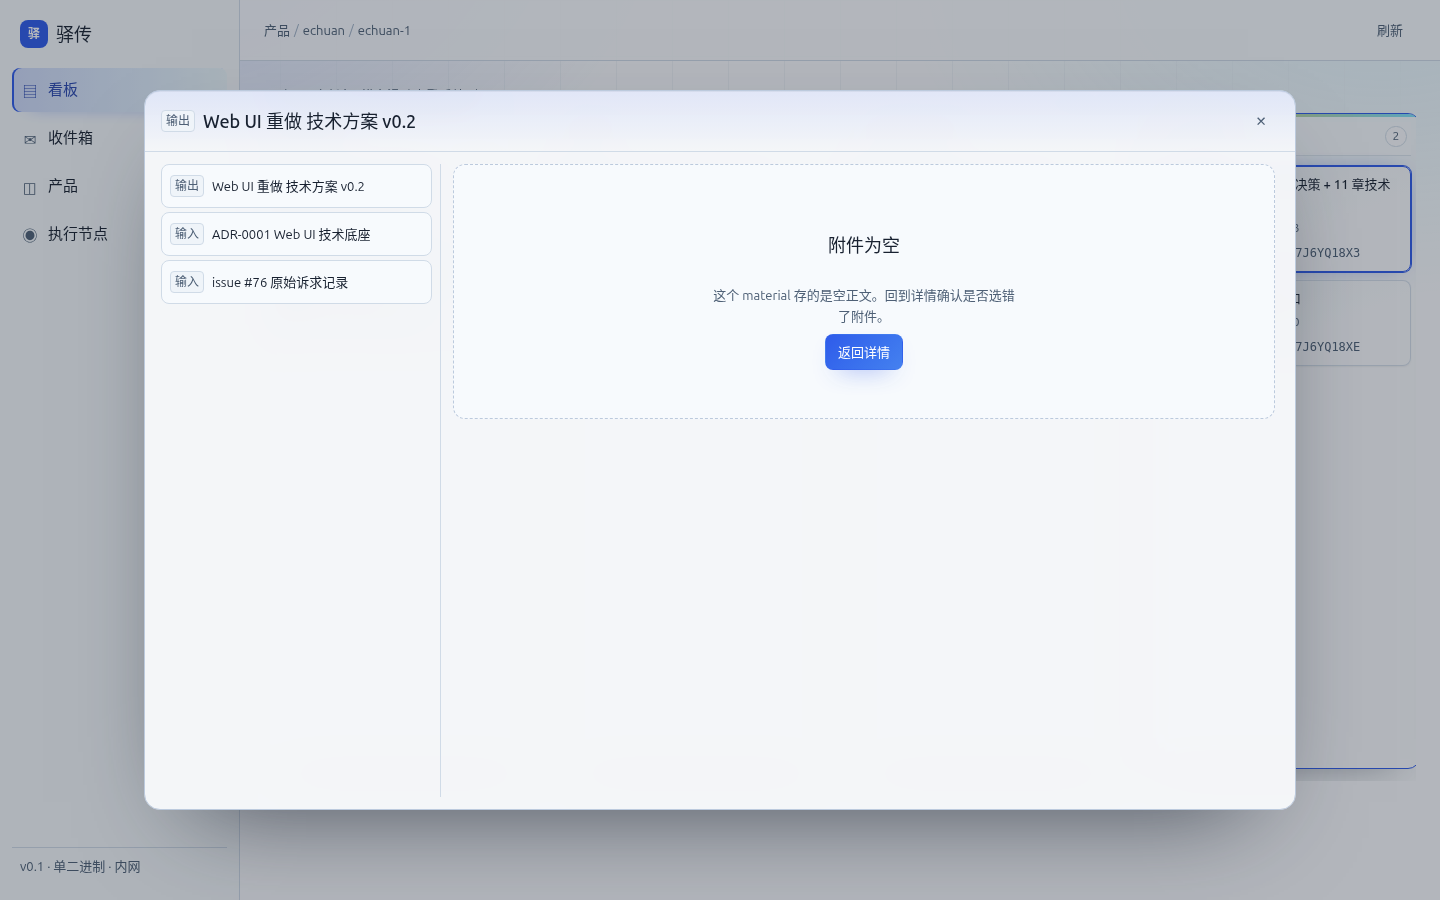 驿 驿传
产品 / echuan / echuan-1
刷新
看板
收件箱
产品
执行节点
v0.1 · 单二进制 · 内网
输出 Web UI 重做 技术方案 v0.2
×
输出 Web UI 重做 技术方案 v0.2
输入 ADR-0001 Web UI 技术底座
输入 issue #76 原始诉求记录
附件为空
这个 material 存的是空正文。回到详情确认是否选错
了附件。
返回详情
2
决策 + 11 章技术
7J6YQ18X3
7J6YQ18XE